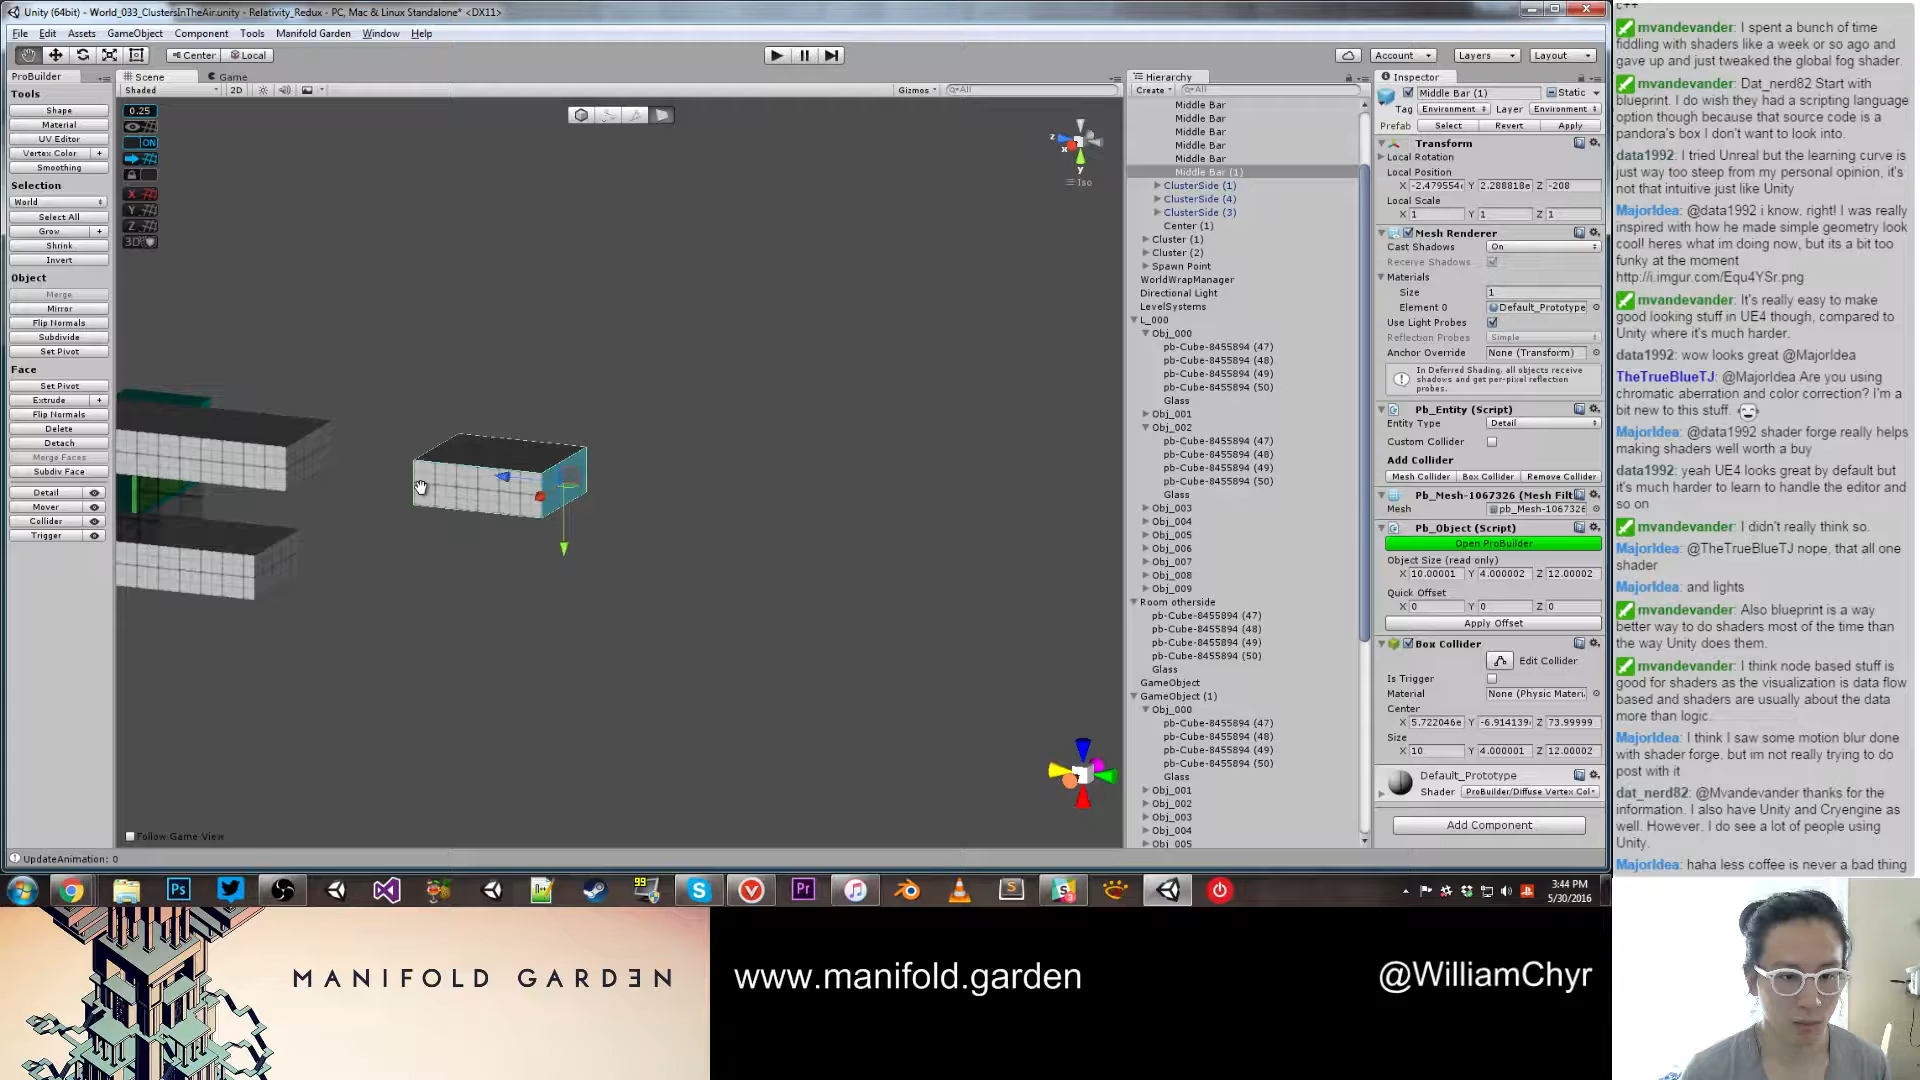 Unity (64bit) - World_033_ClustersInTheAir.unity - Relativity_Redux - PC, Mac & Linux Standalone* <DX11>
File Edit Assets GameObject Component Tools Manifold Garden Window Help
Center Local
Account Layers Layout
ProBuilder
Tools
Shape
Material
UV Editor
Vertex Color +
Smoothing
Selection
World
Select All
Grow +
Shrink
Invert
Object
Merge
Mirror
Flip Normals
Subdivide
Set Pivot
Face
Set Pivot
Extrude +
Flip Normals
Delete
Detach
Merge Faces
Subdiv Face
Detail
Mover
Collider
Trigger
Scene Game
Shaded 2D Gizmos All
0.25
ON
X
Y
Z
3D
z x y
Iso
Follow Game View
UpdateAnimation: 0
Hierarchy
Create All
Middle Bar
Middle Bar
Middle Bar
Middle Bar
Middle Bar
Middle Bar (1)
ClusterSide (1)
ClusterSide (4)
ClusterSide (3)
Center (1)
Cluster (1)
Cluster (2)
Spawn Point
WorldWrapManager
Directional Light
LevelSystems
L_000
Obj_000
pb-Cube-8455894 (47)
pb-Cube-8455894 (48)
pb-Cube-8455894 (49)
pb-Cube-8455894 (50)
Glass
Obj_001
Obj_002
pb-Cube-8455894 (47)
pb-Cube-8455894 (48)
pb-Cube-8455894 (49)
pb-Cube-8455894 (50)
Glass
Obj_003
Obj_004
Obj_005
Obj_006
Obj_007
Obj_008
Obj_009
Room otherside
pb-Cube-8455894 (47)
pb-Cube-8455894 (48)
pb-Cube-8455894 (49)
pb-Cube-8455894 (50)
Glass
GameObject
GameObject (1)
Obj_000
pb-Cube-8455894 (47)
pb-Cube-8455894 (48)
pb-Cube-8455894 (49)
pb-Cube-8455894 (50)
Glass
Obj_001
Obj_002
Obj_003
Obj_004
Obj_005
Inspector
Middle Bar (1) Static
Tag Environment Layer Environment
Prefab Select Revert Apply
Transform
Local Rotation
Local Position
X -2.479554 Y 2.288818e Z -208
Local Scale
X 1 Y 1 Z 1
Mesh Renderer
Cast Shadows On
Receive Shadows
Materials
Size 1
Element 0 Default_Prototype
Use Light Probes
Reflection Probes Simple
Anchor Override None (Transform)
In Deferred Shading, all objects receive
shadows and get per-pixel reflection
probes.
Pb_Entity (Script)
Entity Type Detail
Custom Collider
Add Collider
Mesh Collider Box Collider Remove Collider
Pb_Mesh-1067326 (Mesh Filt
Mesh pb_Mesh-1067326
Pb_Object (Script)
Open ProBuilder
Object Size (read only)
X 10.00001 Y 4.000002 Z 12.00002
Quick Offset
X 0 Y 0 Z 0
Apply Offset
Box Collider
Edit Collider
Is Trigger
Material None (Physic Materi
Center
X 5.722046e Y -6.914139 Z 73.99999
Size
X 10 Y 4.000001 Z 12.00002
Default_Prototype
Shader ProBuilder/Diffuse Vertex Col
Add Component
C++
mvandevander: I spent a bunch of time
fiddling with shaders like a week or so ago and
gave up and just tweaked the global fog shader.
mvandevander: Dat_nerd82 Start with
blueprint. I do wish they had a scripting language
option though because that source code is a
pandora's box I don't want to look into.
data1992: I tried Unreal but the learning curve is
just way too steep from my personal opinion, it's
not that intuitive just like Unity
MajorIdea: @data1992 i know, right! I was really
inspired with how he made simple geometry look
cool! heres what im doing now, but its a bit too
funky at the moment
http://i.imgur.com/Equ4YSr.png
mvandevander: It's really easy to make
good looking stuff in UE4 though, compared to
Unity where it's much harder.
data1992: wow looks great @MajorIdea
TheTrueBlueTJ: @MajorIdea Are you using
chromatic aberration and color correction? I'm a
bit new to this stuff.
MajorIdea: @data1992 shader forge really helps
making shaders well worth a buy
data1992: yeah UE4 looks great by default but
it's much harder to learn to handle the editor and
so on
mvandevander: I didn't really think so.
MajorIdea: @TheTrueBlueTJ nope, that all one
shader
MajorIdea: and lights
mvandevander: Also blueprint is a way
better way to do shaders most of the time than
the way Unity does them.
mvandevander: I think node based stuff is
good for shaders as the visualization is data flow
based and shaders are usually about the data
more than logic.
MajorIdea: I think I saw some motion blur done
with shader forge, but im not really trying to do
post with it
dat_nerd82: @Mvandevander thanks for the
information. I also have Unity and Cryengine as
well. However, I do see a lot of people using
Unity.
MajorIdea: haha less coffee is never a bad thing
Ps
99
S
V
Pr
S
3:44 PM
5/30/2016
MANIFOLD GARDƎN
www.manifold.garden
@WilliamChyr